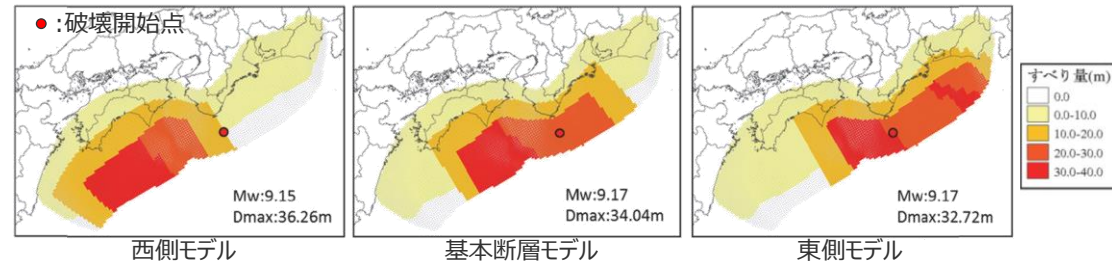 ●:破壊開始点
Mw:9.15
Dmax:36.26m
西側モデル
Mw:9.17
Dmax:34.04m
基本断層モデル
Mw:9.17
Dmax:32.72m
東側モデル
すべり量(m)
0.0
0.0-10.0
10.0-20.0
20.0-30.0
30.0-40.0